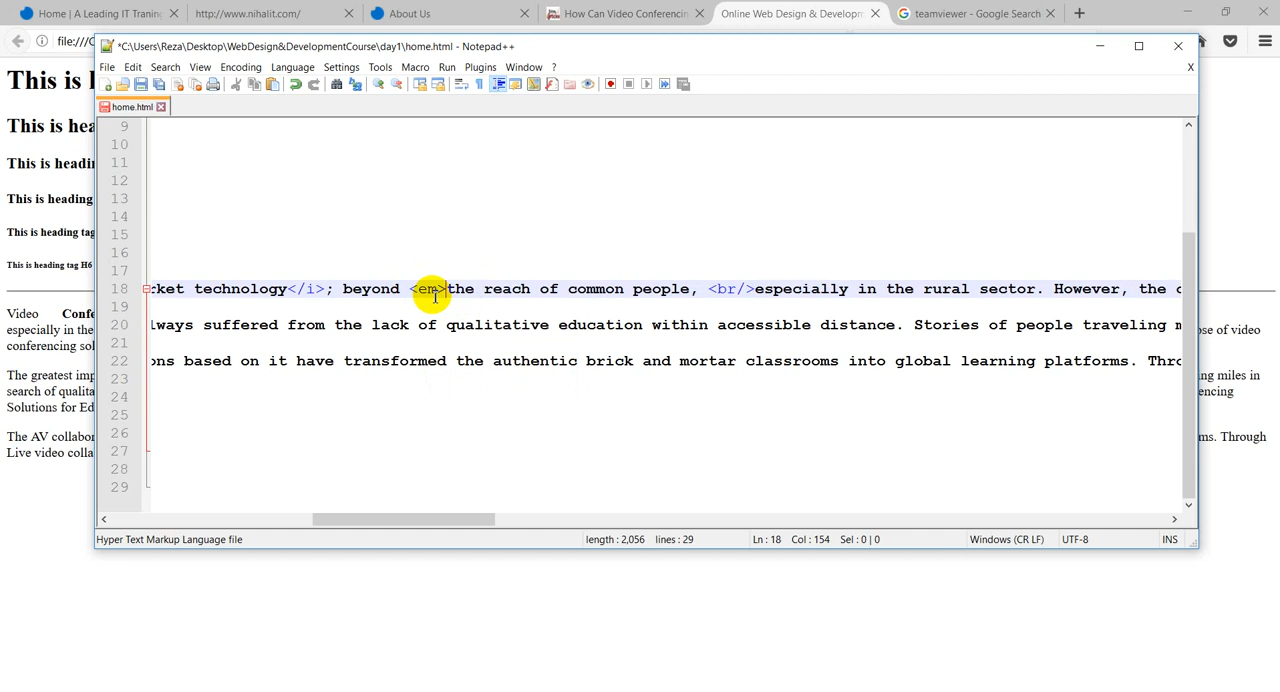 Home | A Leading IT Traning
http://www.nihalit.com/
About Us
How Can Video Conferencin
Online Web Design & Developm
teamviewer - Google Search
file:///C
*C:\Users\Reza\Desktop\WebDesign&DevelopmentCourse\day1\home.html - Notepad++
File Edit Search View Encoding Language Settings Tools Macro Run Plugins Window ? X
home.html
9
10
11
12
13
14
15
16
17
18 rket technology</i>; beyond <em>the reach of common people, <br/>especially in the rural sector. However, the c
19
20 lways suffered from the lack of qualitative education within accessible distance. Stories of people traveling m
21
22 ons based on it have transformed the authentic brick and mortar classrooms into global learning platforms. Thro
23
24
25
26
27
28
29
Hyper Text Markup Language file length : 2,056 lines : 29 Ln : 18 Col : 154 Sel : 0 | 0 Windows (CR LF) UTF-8 INS
This is h
This is hea
This is headin
This is heading
This is heading tag
This is heading tag H6
Video Confe
especially in the ose of video
conferencing sol
The greatest imp ng miles in
search of qualita encing
Solutions for Ed
The AV collabor ms. Through
Live video colla